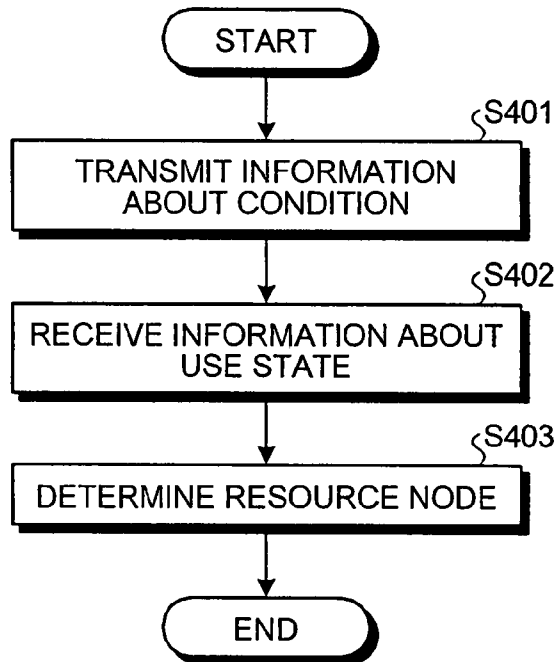 START
S401
TRANSMIT INFORMATION
ABOUT CONDITION
S402
RECEIVE INFORMATION ABOUT
USE STATE
S403
DETERMINE RESOURCE NODE
END